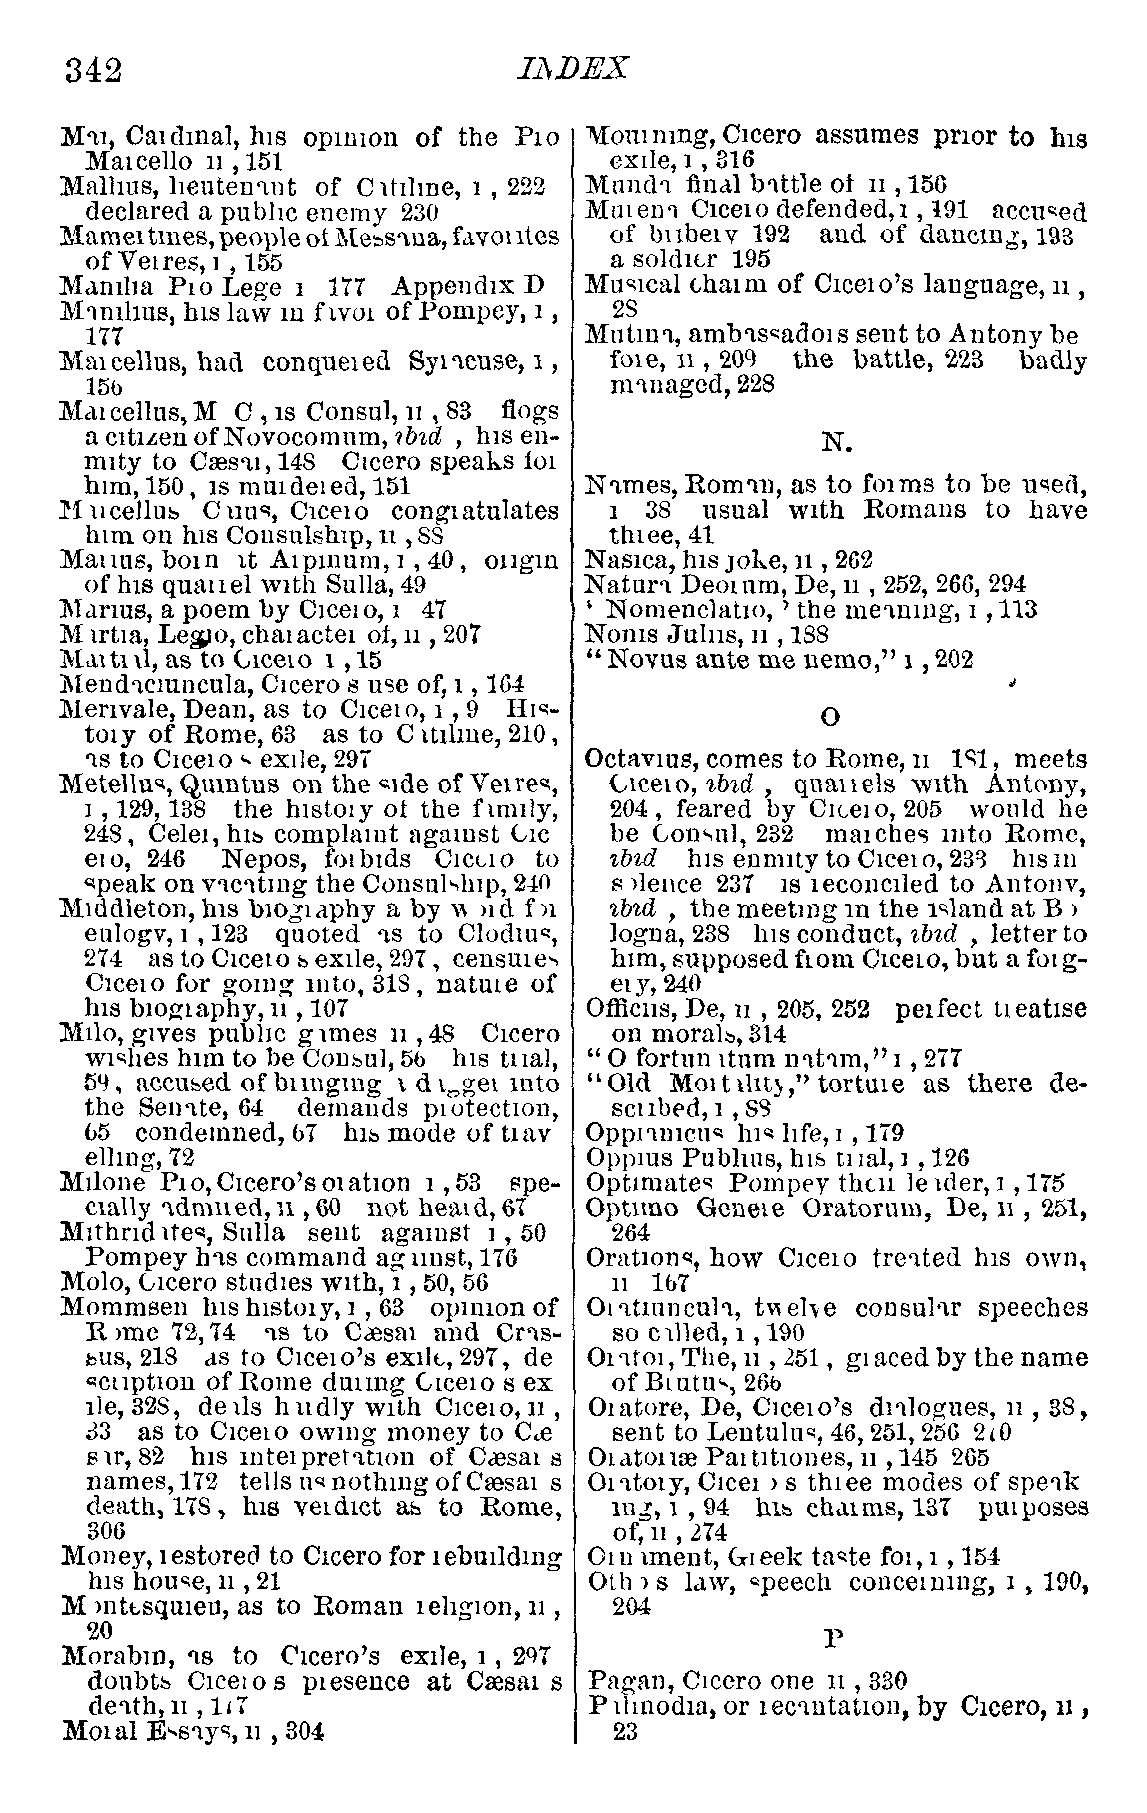 342
INDEX
Mai, Cardinal, his opinion of the Pro
Marcello ii, 151
Mallius, lieutenant of Catiline, i, 222
declared a public enemy 230
Mamertines, people of Messana, favorites
of Verres, i, 155
Manilia Pro Lege i 177 Appendix D
Manilius, his law in favor of Pompey, i,
177
Marcellus, had conquered Syracuse, i,
156
Marcellus, M C, is Consul, ii, 83 flogs
a citizen of Novocomum, ibid, his en-
mity to Cæsar, 148 Cicero speaks for
him, 150, is murdered, 151
Marcellus Caius, Cicero congratulates
him on his Consulship, ii, 88
Marius, born at Arpinum, i, 40, origin
of his quarrel with Sulla, 49
Marius, a poem by Cicero, i 47
Martia, Legio, character of, ii, 207
Martial, as to Cicero i, 15
Mendaciuncula, Cicero s use of, i, 164
Merivale, Dean, as to Cicero, i, 9 His-
tory of Rome, 63 as to Catiline, 210,
as to Cicero s exile, 297
Metellus, Quintus on the side of Verres,
i, 129, 138 the history of the family,
248, Celer, his complaint against Cic
ero, 246 Nepos, forbids Cicero to
speak on vacating the Consulship, 240
Middleton, his biography a by word for
eulogy, i, 123 quoted as to Clodius,
274 as to Cicero s exile, 297, censures
Cicero for going into, 318, nature of
his biography, ii, 107
Milo, gives public games ii, 48 Cicero
wishes him to be Consul, 56 his trial,
59, accused of bringing a dagger into
the Senate, 64 demands protection,
65 condemned, 67 his mode of trav
elling, 72
Milone Pro, Cicero's oration i, 53 spe-
cially admired, ii, 60 not heard, 67
Mithridates, Sulla sent against i, 50
Pompey has command against, 176
Molo, Cicero studies with, i, 50, 56
Mommsen his history, i, 63 opinion of
Rome 72, 74 as to Cæsar and Cras-
sus, 218 as to Cicero's exile, 297, de
scription of Rome during Cicero s ex
ile, 328, deals hardly with Cicero, ii,
33 as to Cicero owing money to Cæ
sar, 82 his interpretation of Cæsar s
names, 172 tells us nothing of Cæsar s
death, 178, his verdict as to Rome,
306
Money, restored to Cicero for rebuilding
his house, ii, 21
Montesquieu, as to Roman religion, ii,
20
Morabin, as to Cicero's exile, i, 297
doubts Cicero s presence at Cæsar s
death, ii,
Moral Essays, ii, 304
Mourning, Cicero assumes prior to his
exile, i, 316
Munda final battle of ii, 156
Murena Cicero defended, i, 191 accused
of bribery 192 and of dancing, 193
a soldier 195
Musical charm of Cicero's language, ii,
28
Mutina, ambassadors sent to Antony be
fore, ii, 209 the battle, 223 badly
managed, 228
N.
Names, Roman, as to forms to be used,
i 38 usual with Romans to have
three, 41
Nasica, his joke, ii, 262
Natura Deorum, De, ii, 252, 266, 294
' Nomenclatio,' the meaning, i, 113
Nonis Juliis, ii, 188
"Novus ante me nemo," i, 202
O
Octavius, comes to Rome, ii 181, meets
Cicero, ibid, quarrels with Antony,
204, feared by Cicero, 205 would he
be Consul, 232 marches into Rome,
ibid his enmity to Cicero, 233 his in
solence 237 is reconciled to Antony,
ibid, the meeting in the island at Bo
logna, 238 his conduct, ibid, letter to
him, supposed from Cicero, but a forg-
ery, 240
Officiis, De, ii, 205, 252 perfect treatise
on morals, 314
"O fortunatum natam," i, 277
"Old Mortality," torture as there de-
scribed, i, 88
Oppianicus his life, i, 179
Oppius Publius, his trial, i, 126
Optimates Pompey their leader, i, 175
Optimo Genere Oratorum, De, ii, 251,
264
Orations, how Cicero treated his own,
ii 167
Oratiuncula, twelve consular speeches
so called, i, 190
Orator, The, ii, 251, graced by the name
of Brutus, 266
Oratore, De, Cicero's dialogues, ii, 38,
sent to Lentulus, 46, 251, 256
Oratoriæ Partitiones, ii, 145 265
Oratory, Cicero s three modes of speak
ing, i, 94 his charms, 137 purposes
of, ii, 274
Ointment, Greek taste for, i, 154
Otho s law, speech concerning, i, 190,
204
P
Pagan, Cicero one ii, 330
Palinodia, or recantation, by Cicero, ii,
23